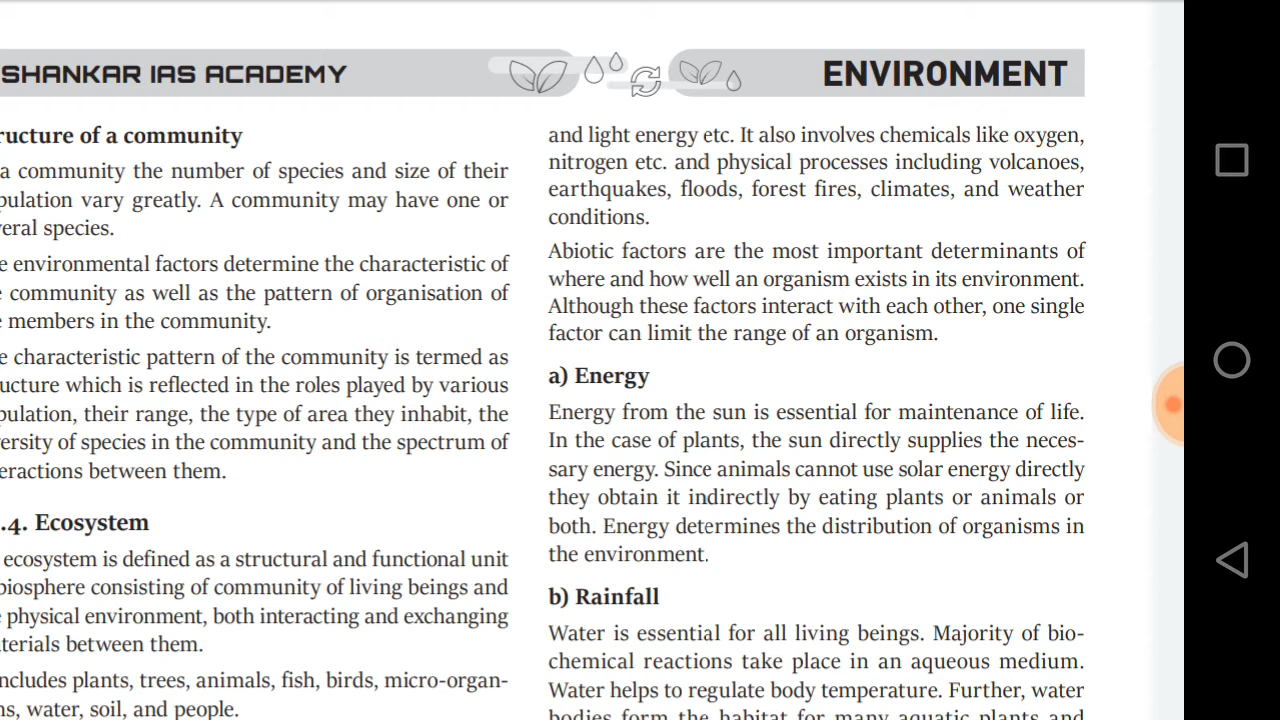 SHANKAR IAS ACADEMY
ENVIRONMENT
ructure of a community
a community the number of species and size of their
pulation vary greatly. A community may have one or
veral species.
e environmental factors determine the characteristic of
e community as well as the pattern of organisation of
e members in the community.
e characteristic pattern of the community is termed as
ucture which is reflected in the roles played by various
pulation, their range, the type of area they inhabit, the
versity of species in the community and the spectrum of
eractions between them.
.4. Ecosystem
ecosystem is defined as a structural and functional unit
biosphere consisting of community of living beings and
e physical environment, both interacting and exchanging
aterials between them.
ncludes plants, trees, animals, fish, birds, micro-organ-
ms, water, soil, and people.
and light energy etc. It also involves chemicals like oxygen,
nitrogen etc. and physical processes including volcanoes,
earthquakes, floods, forest fires, climates, and weather
conditions.
Abiotic factors are the most important determinants of
where and how well an organism exists in its environment.
Although these factors interact with each other, one single
factor can limit the range of an organism.
a) Energy
Energy from the sun is essential for maintenance of life.
In the case of plants, the sun directly supplies the neces-
sary energy. Since animals cannot use solar energy directly
they obtain it indirectly by eating plants or animals or
both. Energy determines the distribution of organisms in
the environment.
b) Rainfall
Water is essential for all living beings. Majority of bio-
chemical reactions take place in an aqueous medium.
Water helps to regulate body temperature. Further, water
bodies form the habitat for many aquatic plants and